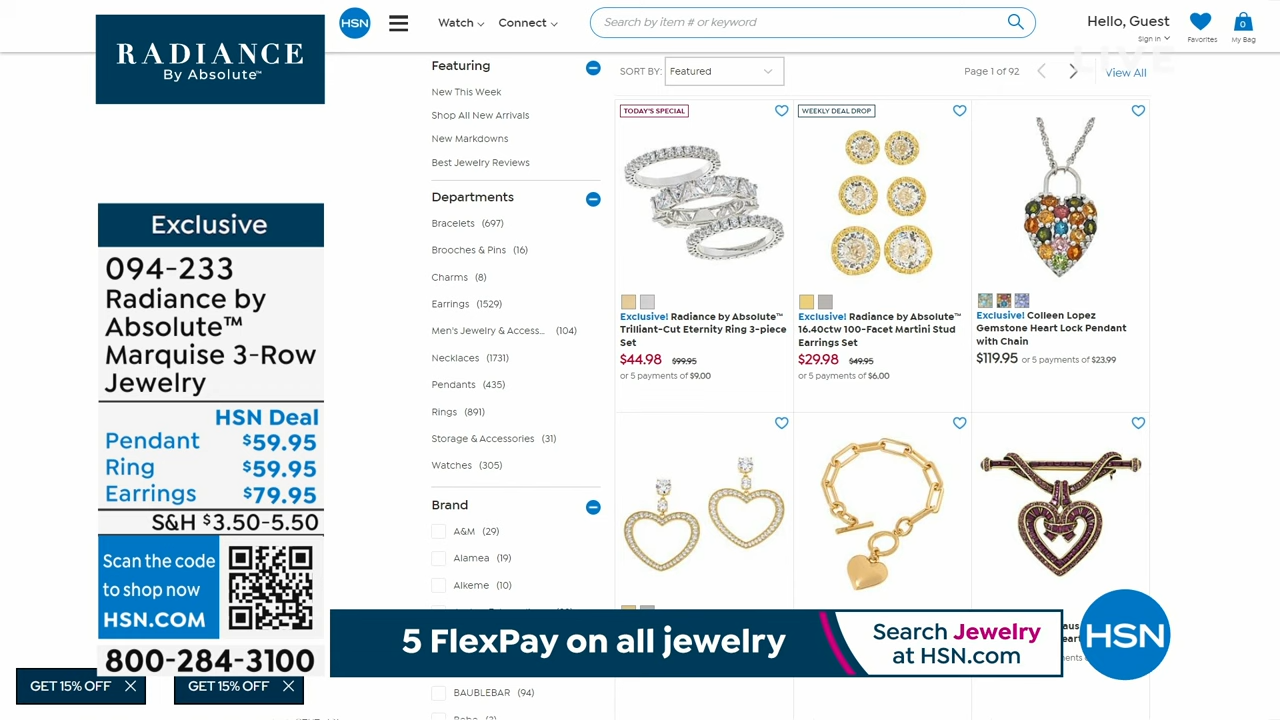 RADIANCE
By Absolute™
Exclusive
094-233
Radiance by
Absolute™
Marquise 3-Row
Jewelry
HSN Deal
Pendant $59.95
Ring $59.95
Earrings $79.95
S&H $3.50-5.50
Scan the code
to shop now
HSN.COM
800-284-3100
GET 15% OFF
GET 15% OFF
HSN
Watch
Connect
Search by item # or keyword
Hello, Guest
Sign in
Favorites
0
My Bag
LIVE
Featuring
New This Week
Shop All New Arrivals
New Markdowns
Best Jewelry Reviews
Departments
Bracelets (697)
Brooches & Pins (16)
Charms (8)
Earrings (1529)
Men's Jewelry & Access... (104)
Necklaces (1731)
Pendants (435)
Rings (891)
Storage & Accessories (31)
Watches (305)
Brand
A&M (29)
Alamea (19)
Alkeme (10)
BAUBLEBAR (94)
SORT BY: Featured
Page 1 of 92
View All
TODAY'S SPECIAL
Exclusive! Radiance by Absolute™
Trilliant-Cut Eternity Ring 3-piece
Set
$44.98 $99.95
or 5 payments of $9.00
WEEKLY DEAL DROP
Exclusive! Radiance by Absolute™
16.40ctw 100-Facet Martini Stud
Earrings Set
$29.98 $49.95
or 5 payments of $6.00
Exclusive! Colleen Lopez
Gemstone Heart Lock Pendant
with Chain
$119.95 or 5 payments of $23.99
5 FlexPay on all jewelry
Search Jewelry
at HSN.com
HSN